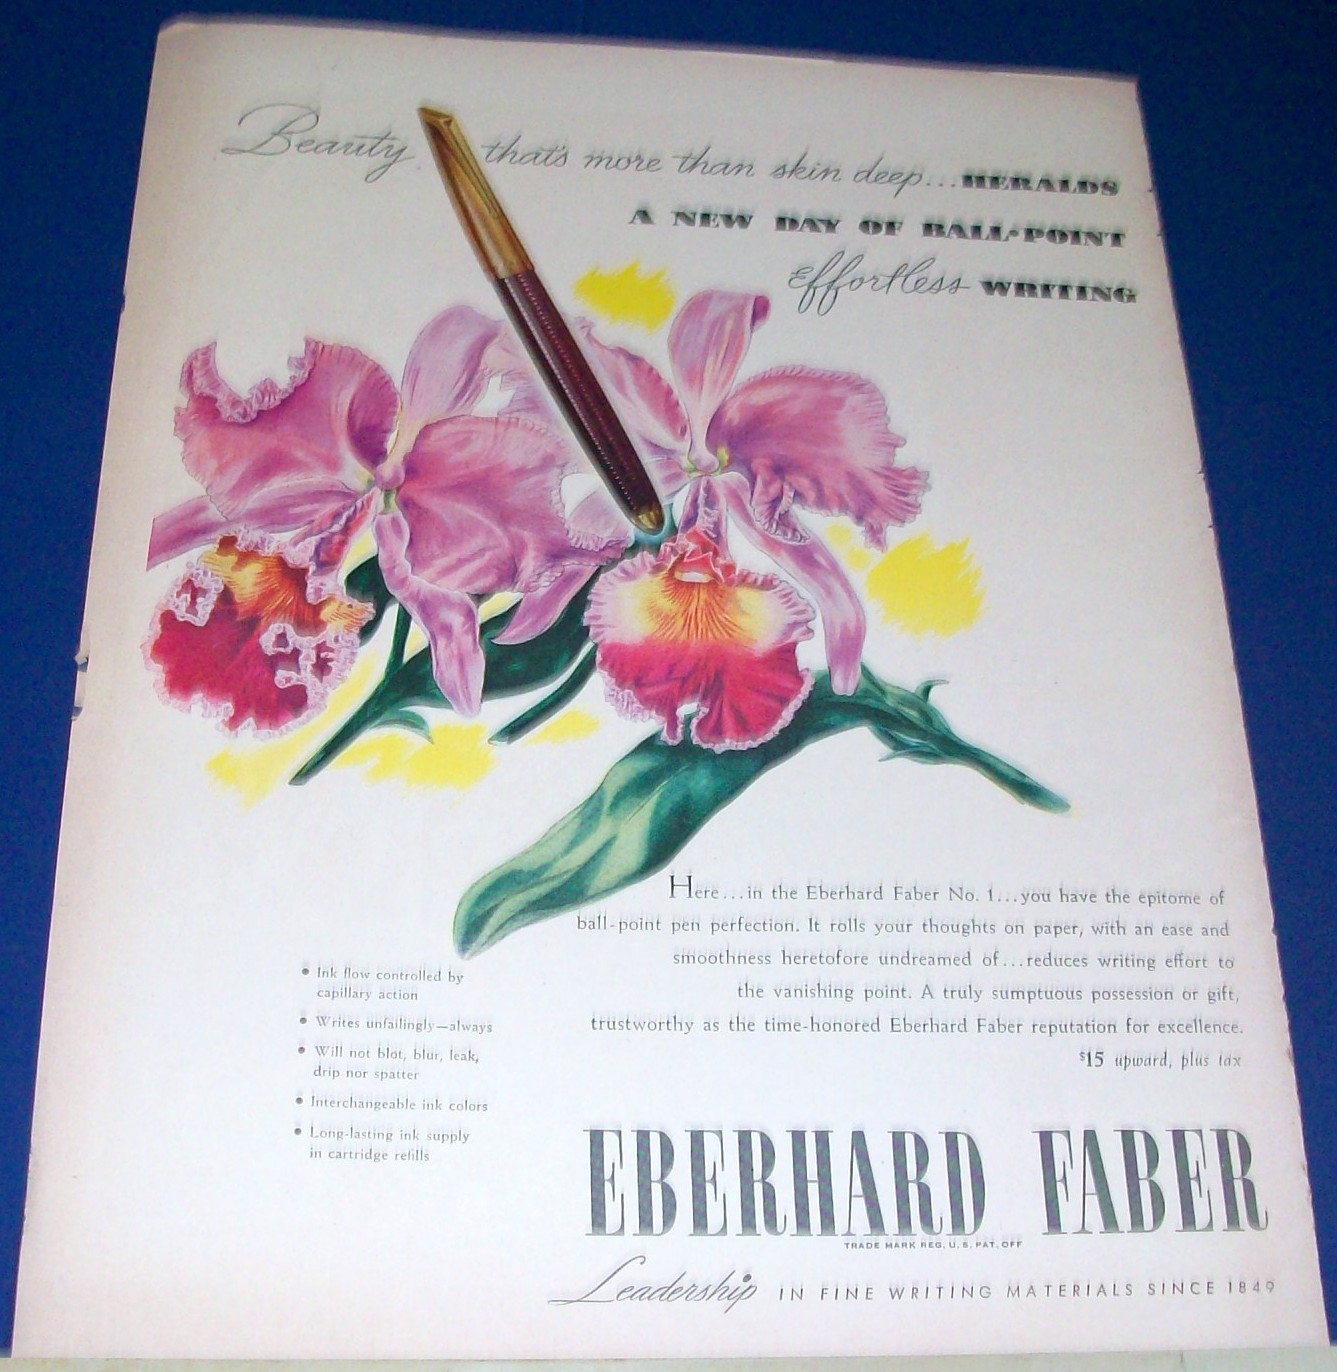 Beauty that's more than skin deep...HERALDS
A NEW DAY OF BALL·POINT
effortless WRITING
Here...in the Eberhard Faber No. 1...you have the epitome of
ball-point pen perfection. It rolls your thoughts on paper, with an ease and
smoothness heretofore undreamed of...reduces writing effort to
the vanishing point. A truly sumptuous possession or gift,
trustworthy as the time-honored Eberhard Faber reputation for excellence.
$15 upward, plus tax
• Ink flow controlled by
capillary action
• Writes unfailingly—always
• Will not blot, blur, leak,
drip nor spatter
• Interchangeable ink colors
• Long-lasting ink supply
in cartridge refills
EBERHARD FABER
TRADE MARK REG. U.S. PAT. OFF
Leadership IN FINE WRITING MATERIALS SINCE 1849